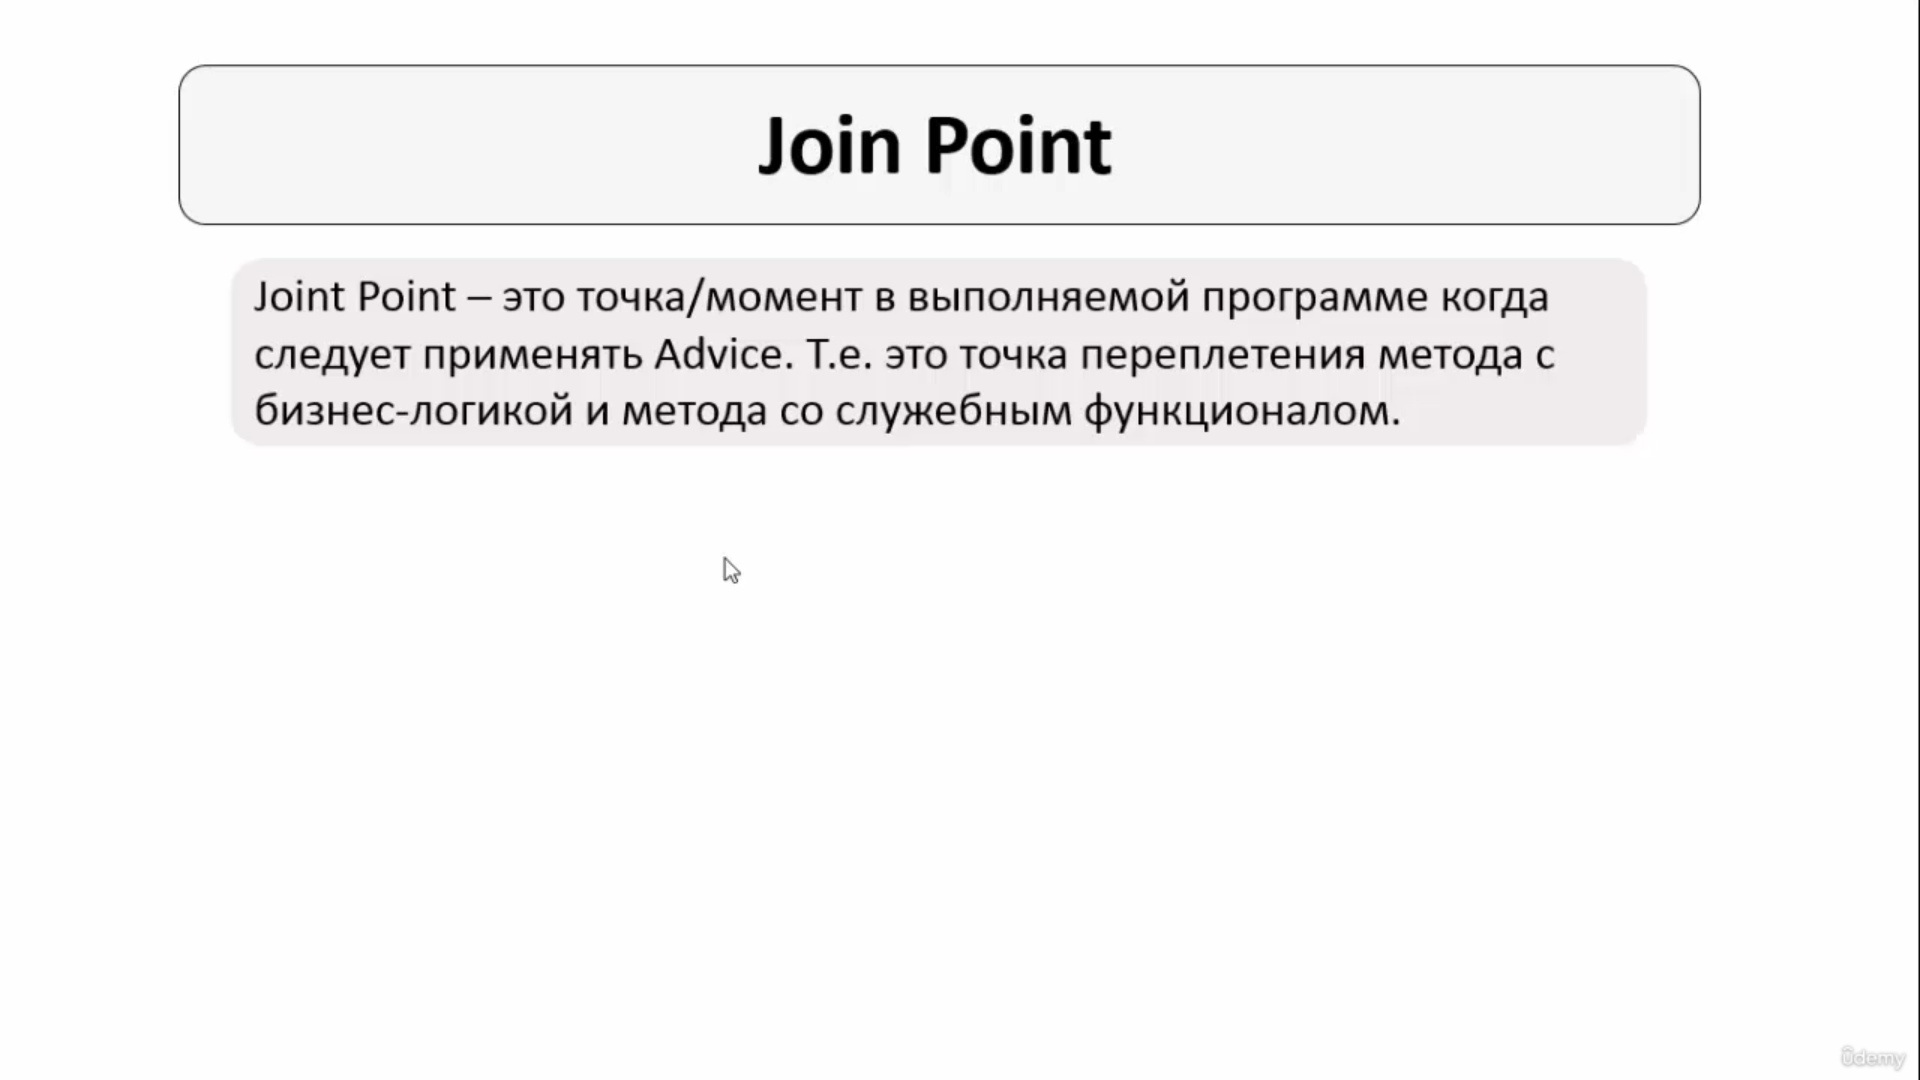 Join Point
Joint Point – это точка/момент в выполняемой программе когда
следует применять Advice. Т.е. это точка переплетения метода с
бизнес-логикой и метода со служебным функционалом.
ûdemy